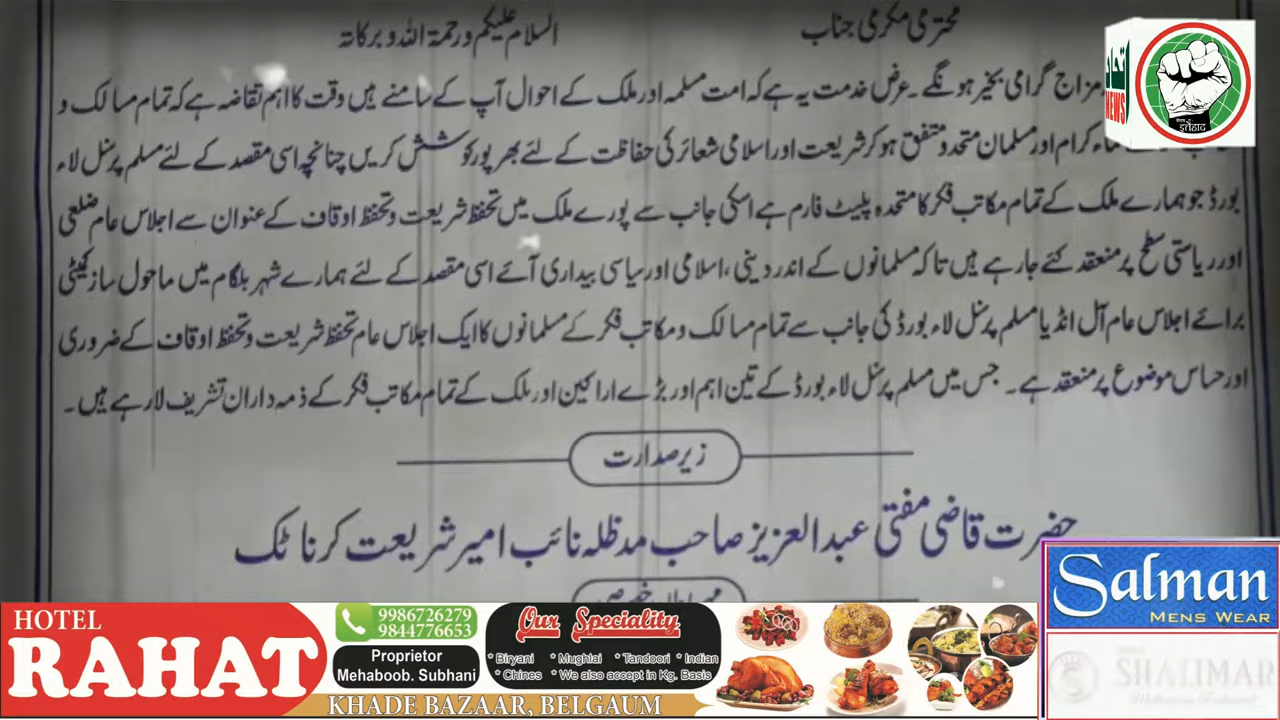 محترمی مکرمی جناب
السلام علیکم ورحمۃ اللہ وبرکاتہ
مزاج گرامی بخیر ہونگے۔ عرض خدمت یہ ہے کہ امت مسلمہ اور ملک کے احوال آپ کے سامنے ہیں وقت کا اہم تقاضہ ہے کہ تمام مسالک و
کرام اور مسلمان متحد و متفق ہو کر شریعت اور اسلامی شعائر کی حفاظت کے لئے بھر پور کوشش کریں چنانچہ اسی مقصد کے لئے مسلم پرسنل لاء
بورڈ جو ہمارے ملک کے تمام مکاتب فکر کا متحدہ پلیٹ فارم ہے اسکی جانب سے پورے ملک میں تحفظ شریعت و تحفظ اوقاف کے عنوان سے اجلاس عام ضلعی
اور ریاستی سطح پر منعقد کئے جارہے ہیں تاکہ مسلمانوں کے اندر دینی، اسلامی اور سیاسی بیداری آئے اسی مقصد کے لئے ہمارے شہر بلگام میں ماحول ساز کمیٹی
برائے اجلاس عام آل انڈیا مسلم پرسنل لاء بورڈ کی جانب سے تمام مسالک و مکاتب فکر کے مسلمانوں کا ایک اجلاس عام تحفظ شریعت و تحفظ اوقاف کے ضروری
اور حساس موضوع پر منعقد ہے۔ جس میں مسلم پرسنل لاء بورڈ کے تین اہم اور بڑے اراکین اور ملک کے تمام مکاتب فکر کے ذمہ داران تشریف لارہے ہیں۔
زیر صدارت
حضرت قاضی مفتی عبدالعزیز صاحب مدظلہ نائب امیر شریعت کرناٹک
اتحاد
NEWS
इत्तेहाद
HOTEL
RAHAT
9986726279
9844776653
Proprietor
Mehaboob. Subhani
Our Speciality
* Biryani * Mughlai * Tandoori * Indian
* Chines * We also accept in Kg. Basis
KHADE BAZAAR, BELGAUM
Salman
MENS WEAR
SHALIMAR